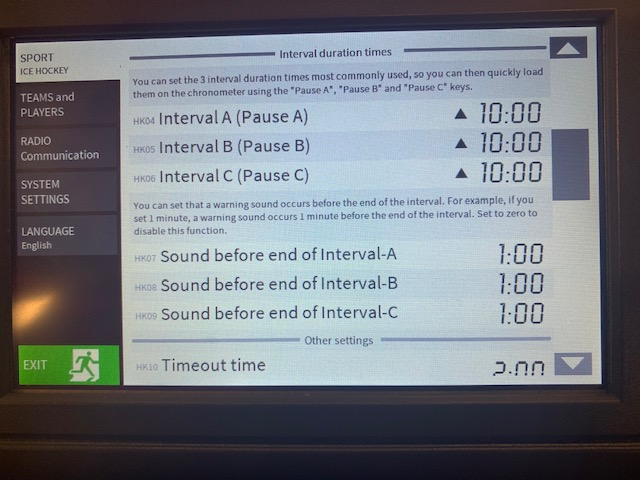 SPORT
ICE HOCKEY
TEAMS and
PLAYERS
RADIO
Communication
SYSTEM
SETTINGS
LANGUAGE
English
EXIT
Interval duration times
You can set the 3 interval duration times most commonly used, so you can then quickly load
them on the chronometer using the "Pause A", "Pause B" and "Pause C" keys.
HK04 Interval A (Pause A) ▲ 10:00
HK05 Interval B (Pause B) ▲ 10:00
HK06 Interval C (Pause C) ▲ 10:00
You can set that a warning sound occurs before the end of the interval. For example, if you
set 1 minute, a warning sound occurs 1 minute before the end of the interval. Set to zero to
disable this function.
HK07 Sound before end of Interval-A 1:00
HK08 Sound before end of Interval-B 1:00
HK09 Sound before end of Interval-C 1:00
Other settings
HK10 Timeout time